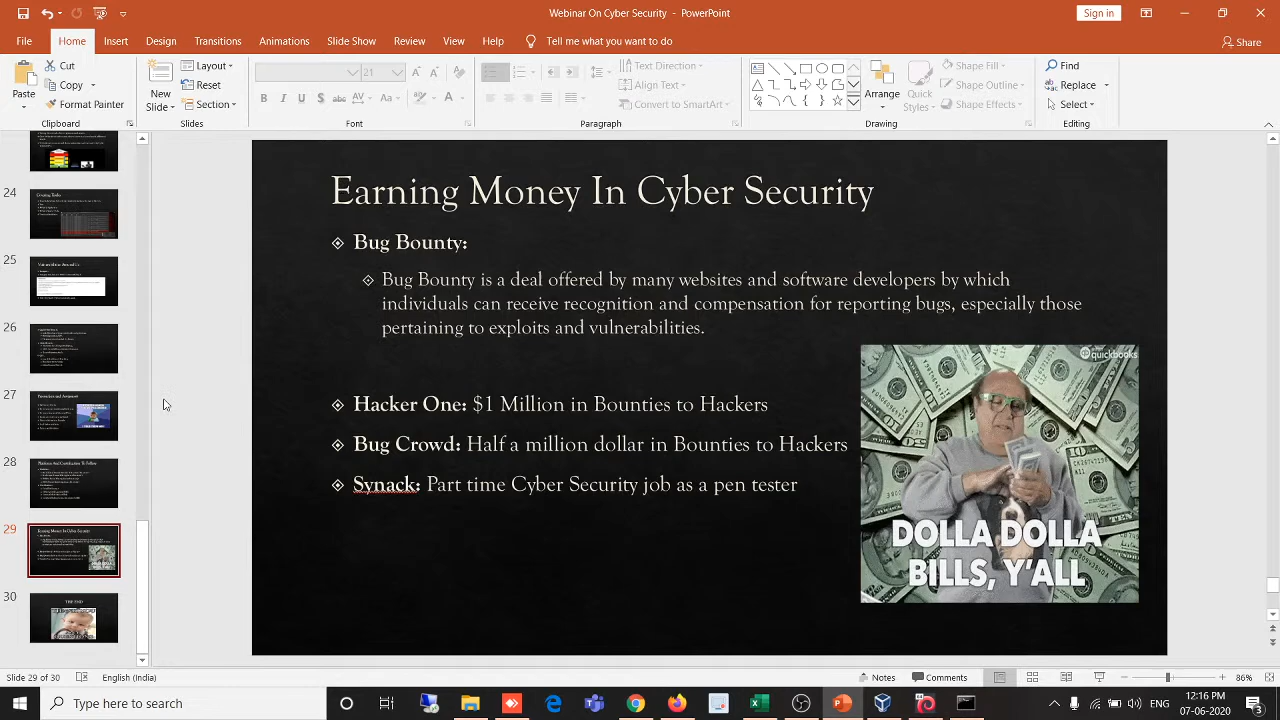 Webinar On Cyber Security - PowerPoint
Sign in
File Home Insert Design Transitions Animations Slide Show Review View Help Tell me what you want to do Share
Paste
Cut
Copy
Format Painter
Clipboard
New Slide
Layout
Section
Slides
21
B I U S abc AV Aa A
Font
Text Direction
Align Text
Convert to SmartArt
Paragraph
Arrange
Quick Styles
Shape Fill
Shape Outline
Shape Effects
Drawing
Find
Replace
Select
Editing
24
25
26
27
28
29
30
THE END
Earning Money In Cyber Security
Bug Bounty:
Bug bounty is a deal offered by many websites and software developers by which
individuals can receive recognition and compensation for reporting bugs, especially those
pertaining to exploits and vulnerabilities.
Hacker One:
Million in Bounties to
Bug Crowd: Half a million dollar in Bounties to Hackers
Synack: Part time CyberSecurity job as a
quickbooks
DOLLA DOLLA
BILLS, Y'ALL
Slide 29 of 30 English (India) Notes Comments 86%
Type here to search
ENG
12:16 PM
07-06-2020